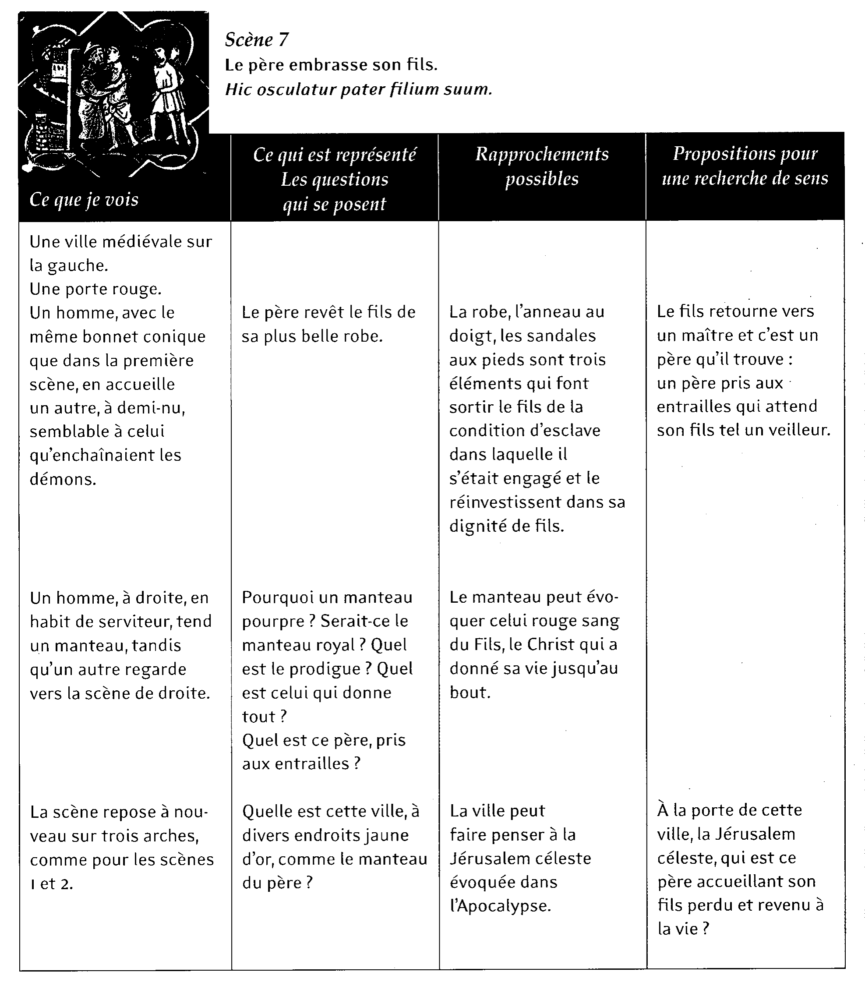 Scène 7
Le père embrasse son fils.
Hic osculatur pater filium suum.
Ce que je vois
Ce qui est représenté
Les questions
qui se posent
Rapprochements
possibles
Propositions pour
une recherche de sens
Une ville médiévale sur
la gauche.
Une porte rouge.
Un homme, avec le
même bonnet conique
que dans la première
scène, en accueille
un autre, à demi-nu,
semblable à celui
qu'enchaînaient les
démons.
Le père revêt le fils de
sa plus belle robe.
La robe, l'anneau au
doigt, les sandales
aux pieds sont trois
éléments qui font
sortir le fils de la
condition d'esclave
dans laquelle il
s'était engagé et le
réinvestissent dans sa
dignité de fils.
Le fils retourne vers
un maître et c'est un
père qu'il trouve :
un père pris aux
entrailles qui attend
son fils tel un veilleur.
Un homme, à droite, en
habit de serviteur, tend
un manteau, tandis
qu'un autre regarde
vers la scène de droite.
Pourquoi un manteau
pourpre ? Serait-ce le
manteau royal ? Quel
est le prodigue ? Quel
est celui qui donne
tout ?
Quel est ce père, pris
aux entrailles ?
Le manteau peut évo-
quer celui rouge sang
du Fils, le Christ qui a
donné sa vie jusqu'au
bout.
La scène repose à nou-
veau sur trois arches,
comme pour les scènes
1 et 2.
Quelle est cette ville, à
divers endroits jaune
d'or, comme le manteau
du père ?
La ville peut
faire penser à la
Jérusalem céleste
évoquée dans
l'Apocalypse.
À la porte de cette
ville, la Jérusalem
céleste, qui est ce
père accueillant son
fils perdu et revenu à
la vie ?